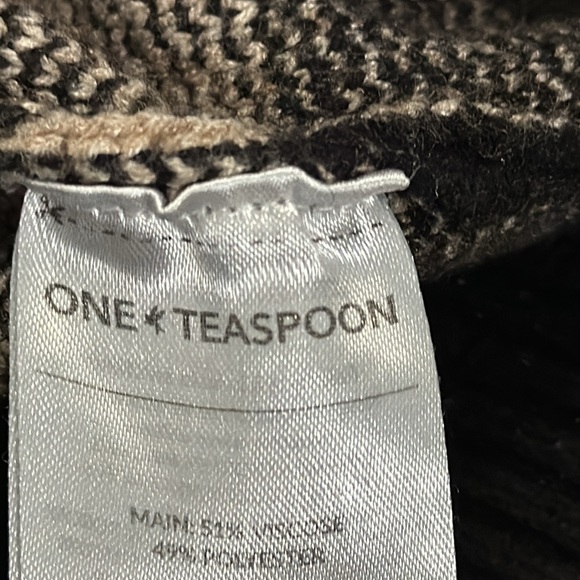 ONE TEASPOON
MAIN: 51% VISCOSE
49% POLYESTER